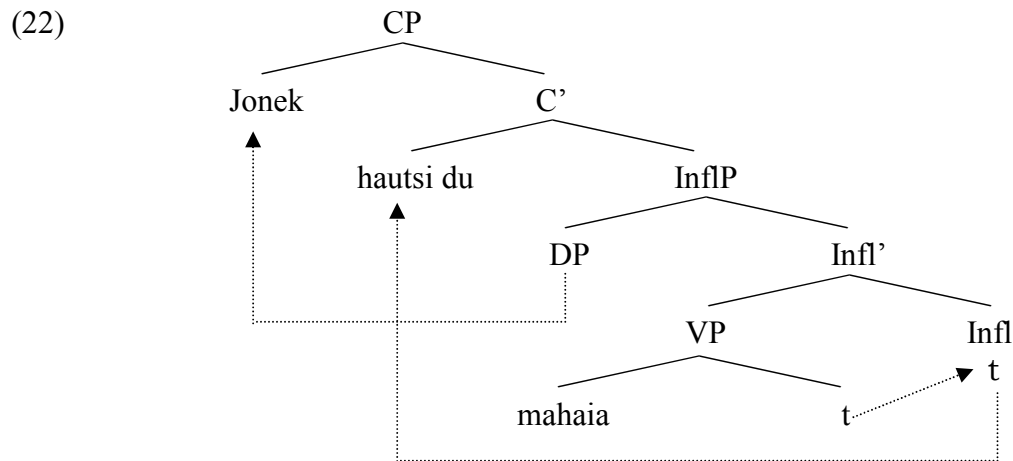 (22) CP
Jonek C’
hautsi du InflP
DP Infl’
VP Infl
t
mahaia t